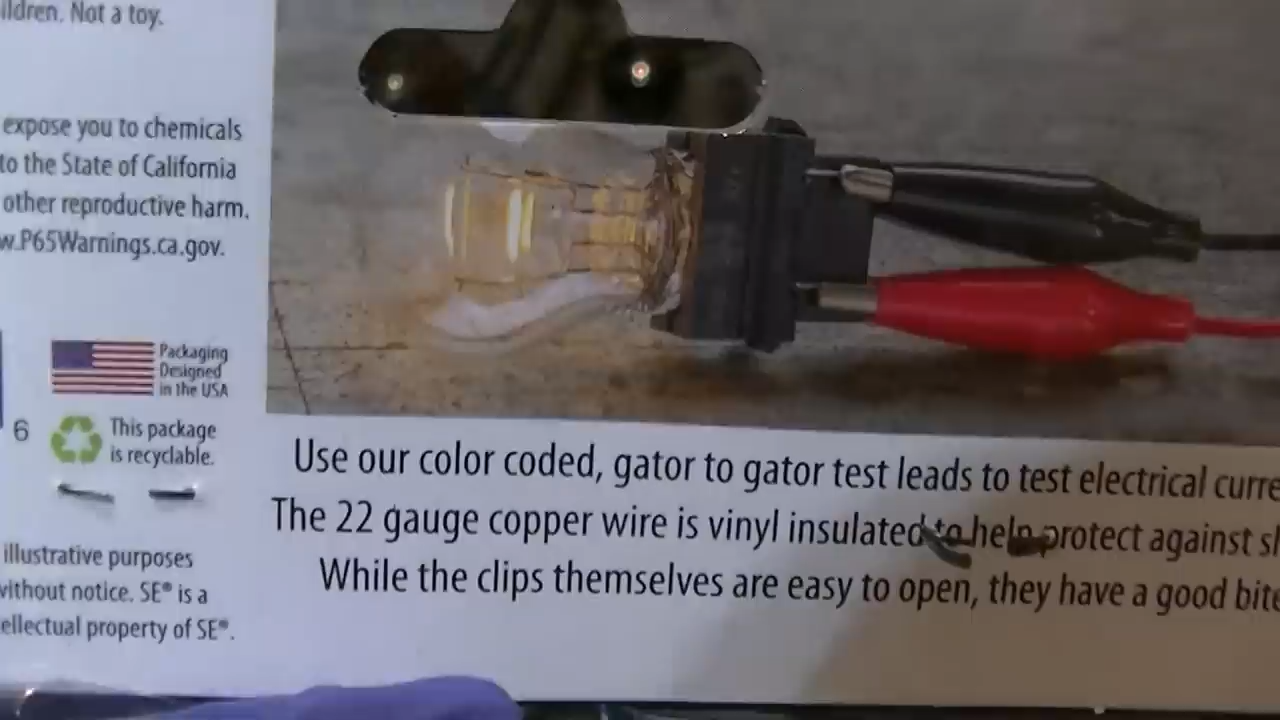 ildren. Not a toy.
expose you to chemicals
to the State of California
other reproductive harm.
w.P65Warnings.ca.gov.
Packaging
Designed
in the USA
6
This package
is recyclable.
illustrative purposes
without notice. SE® is a
ellectual property of SE®.
Use our color coded, gator to gator test leads to test electrical curre
The 22 gauge copper wire is vinyl insulated to help protect against sh
While the clips themselves are easy to open, they have a good bite